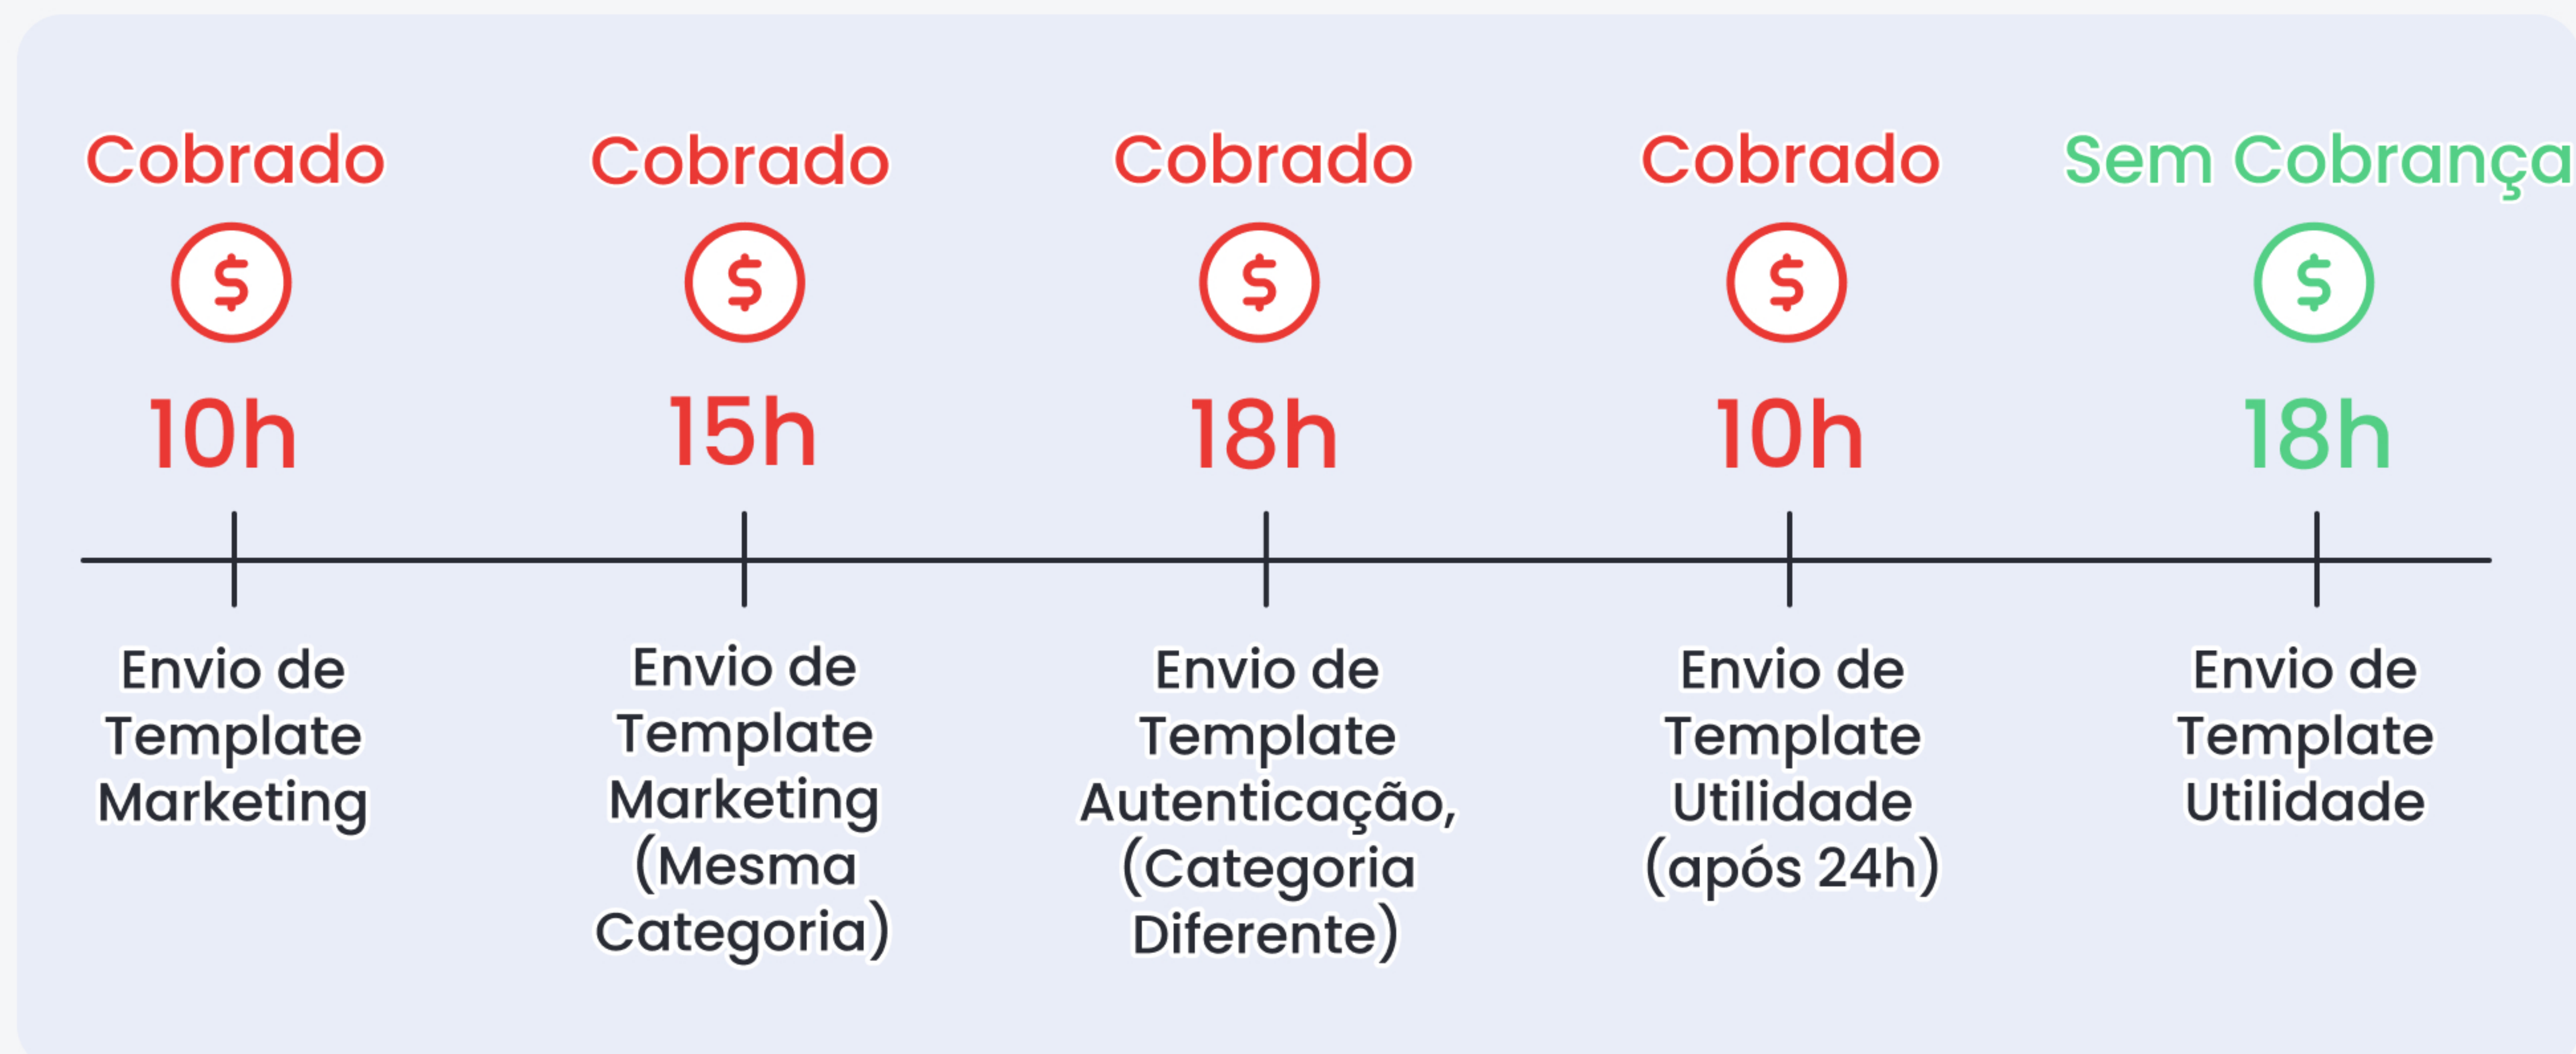 Cobrado
Cobrado
Cobrado
Cobrado
Sem Cobrança
$
$
$
$
$
10h
15h
18h
10h
18h
Envio de
Template
Marketing
Envio de
Template
Marketing
(Mesma
Categoria)
Envio de
Template
Autenticação,
(Categoria
Diferente)
Envio de
Template
Utilidade
(após 24h)
Envio de
Template
Utilidade